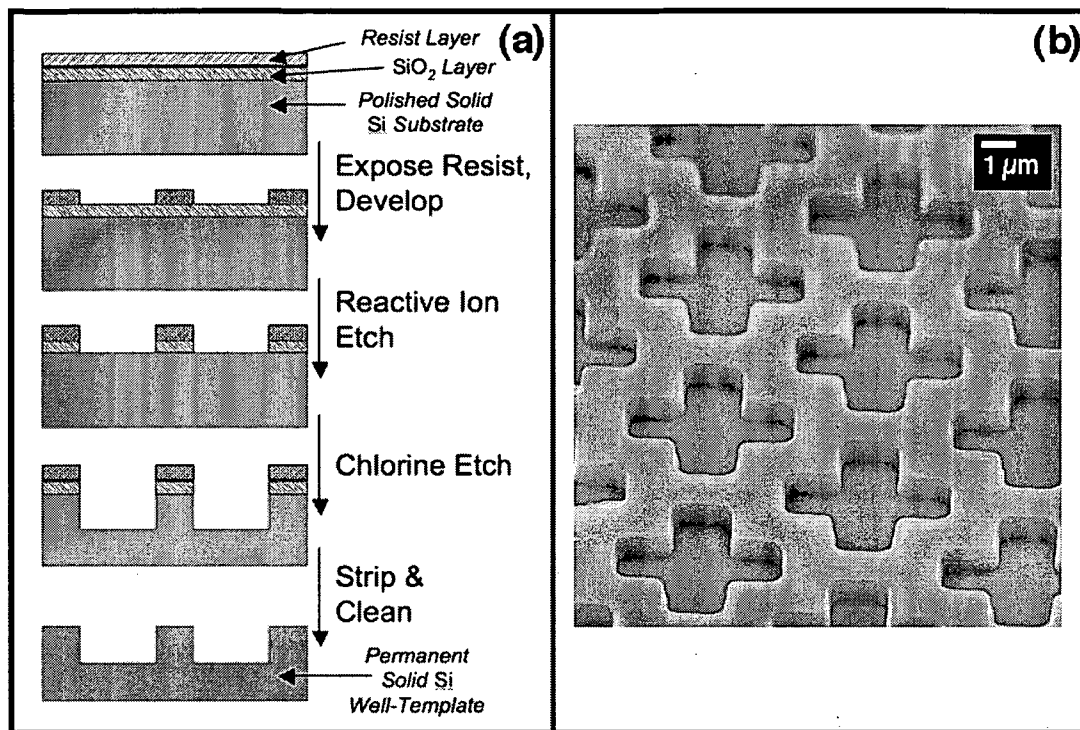 (a)
Resist Layer
SiO₂ Layer
Polished Solid
Si Substrate
Expose Resist,
Develop
Reactive Ion
Etch
Chlorine Etch
Strip &
Clean
Permanent
Solid Si
Well-Template
(b)
1 µm